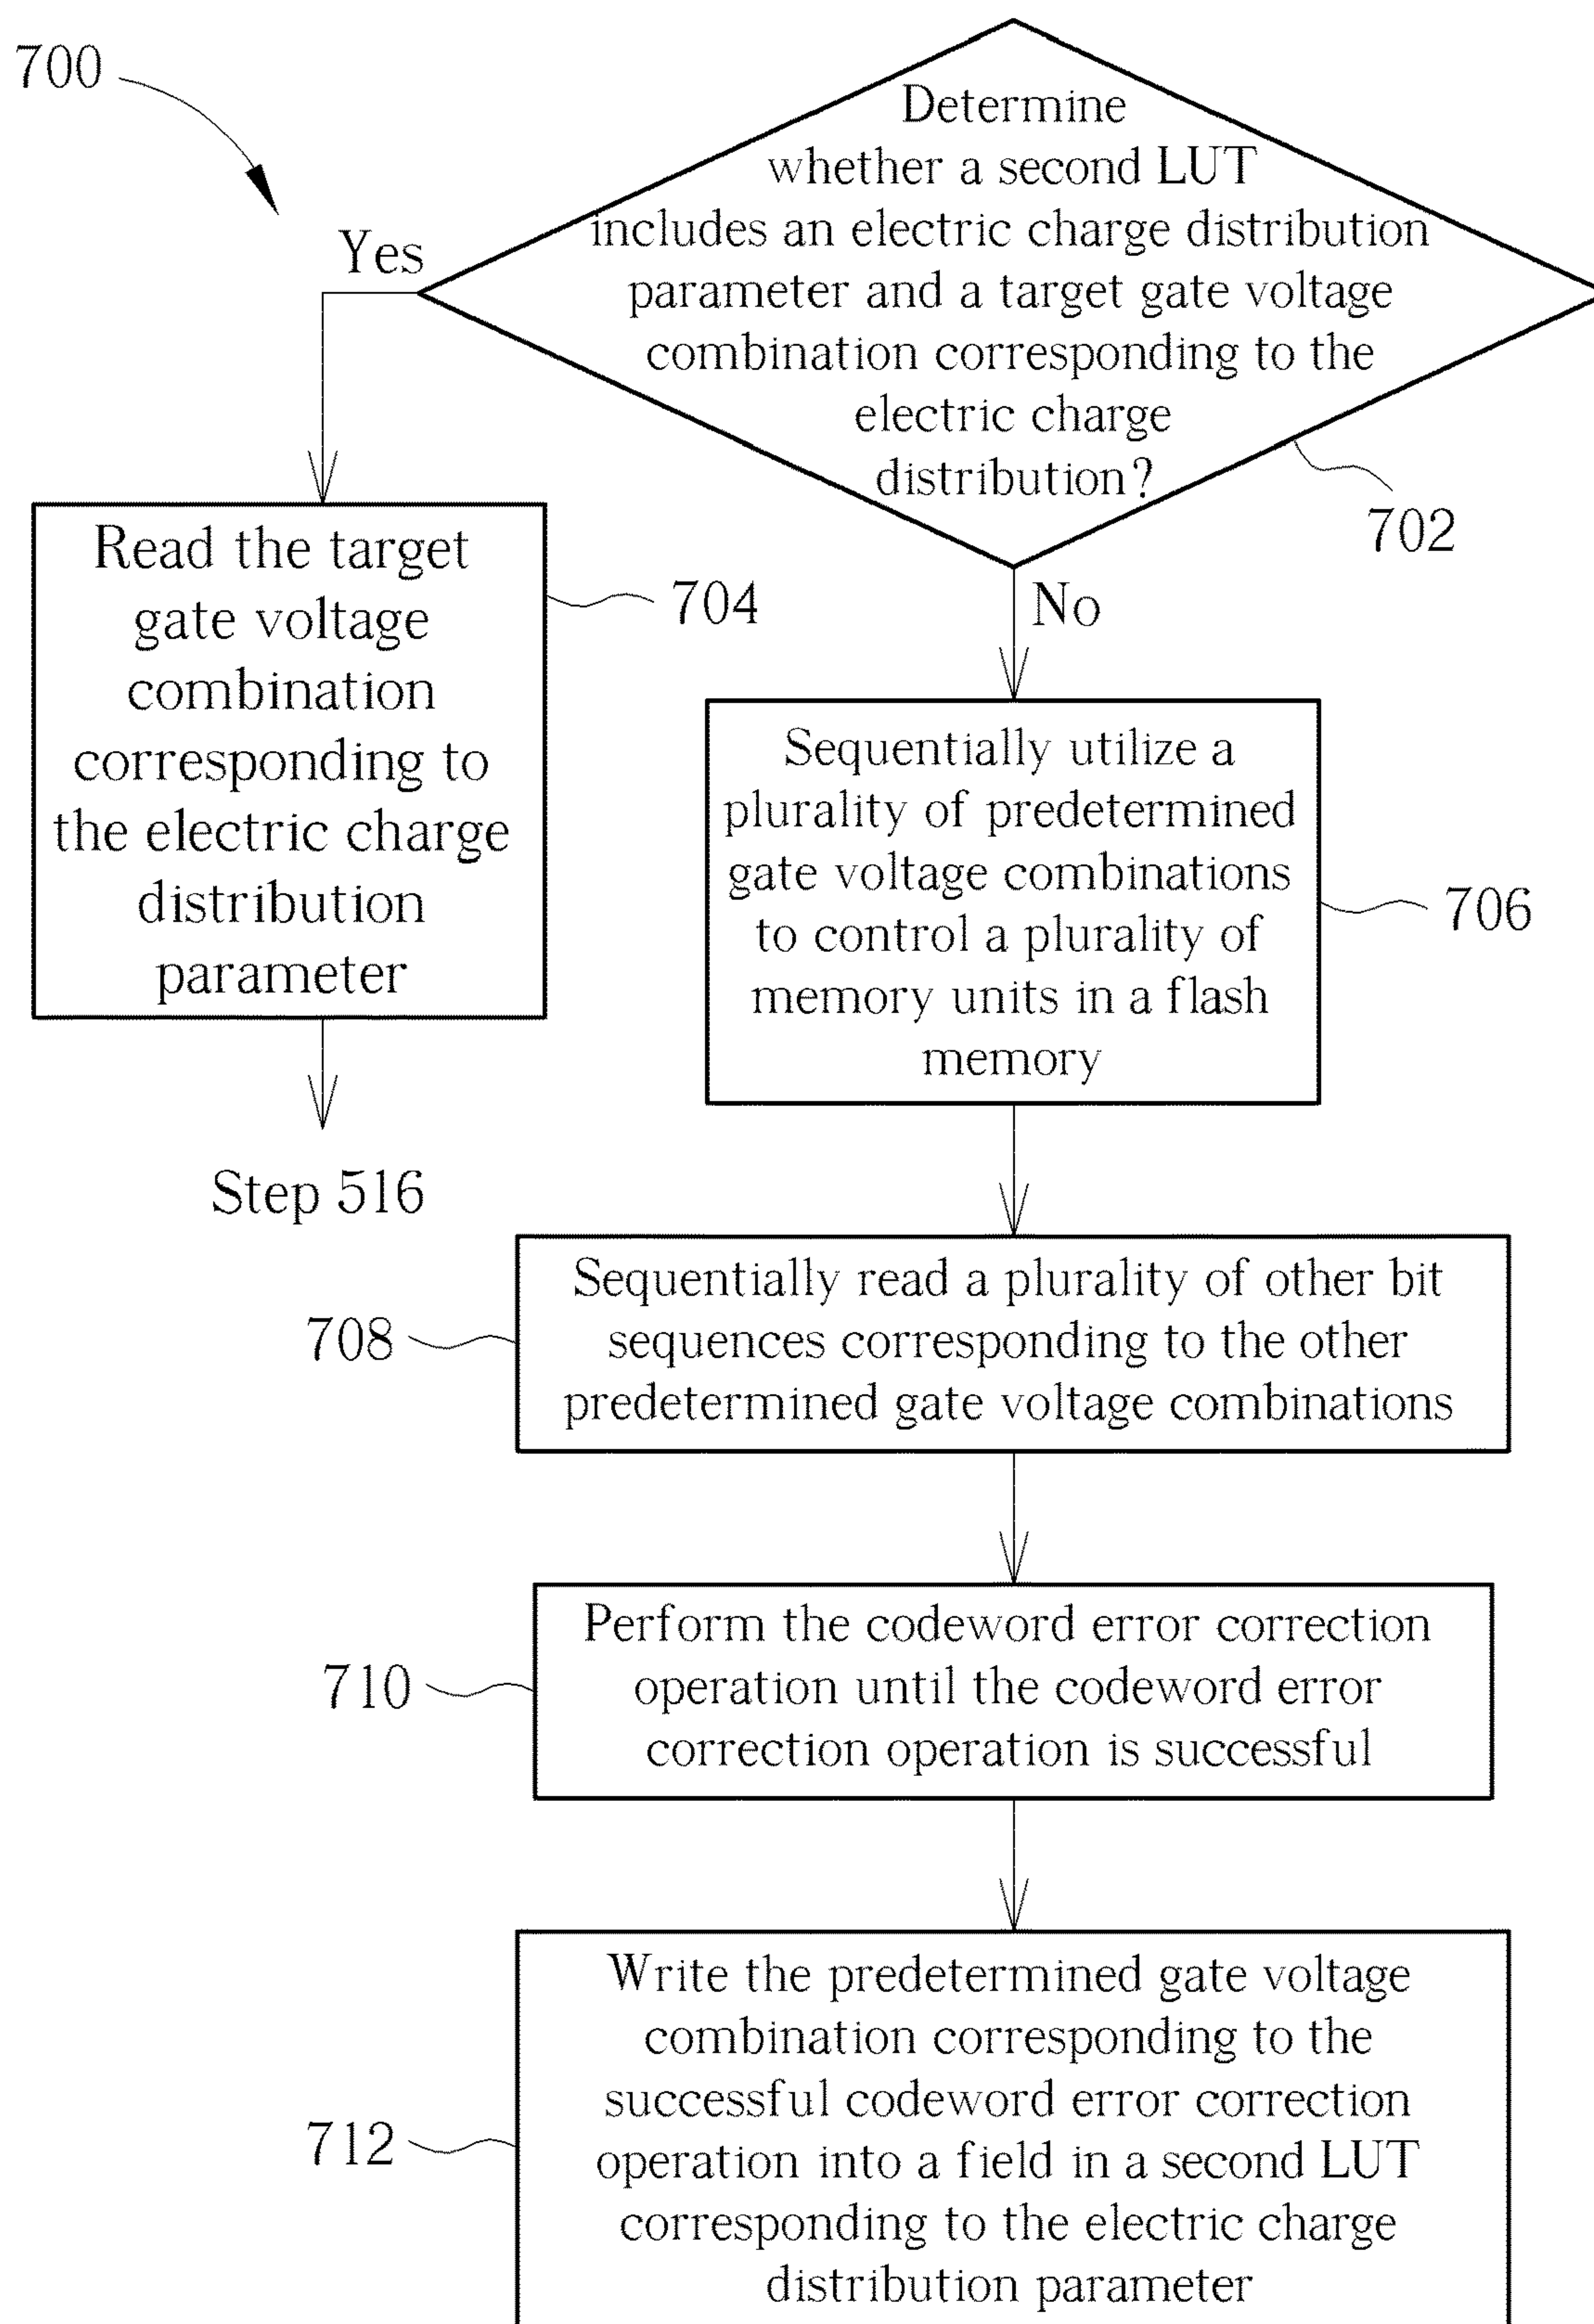 700
Determine
whether a second LUT
includes an electric charge distribution
parameter and a target gate voltage
combination corresponding to the
electric charge
distribution?
702
Yes
No
Read the target
gate voltage
combination
corresponding to
the electric charge
distribution
parameter
704
Step 516
Sequentially utilize a
plurality of predetermined
gate voltage combinations
to control a plurality of
memory units in a flash
memory
706
Sequentially read a plurality of other bit
sequences corresponding to the other
predetermined gate voltage combinations
708
Perform the codeword error correction
operation until the codeword error
correction operation is successful
710
Write the predetermined gate voltage
combination corresponding to the
successful codeword error correction
operation into a field in a second LUT
corresponding to the electric charge
distribution parameter
712